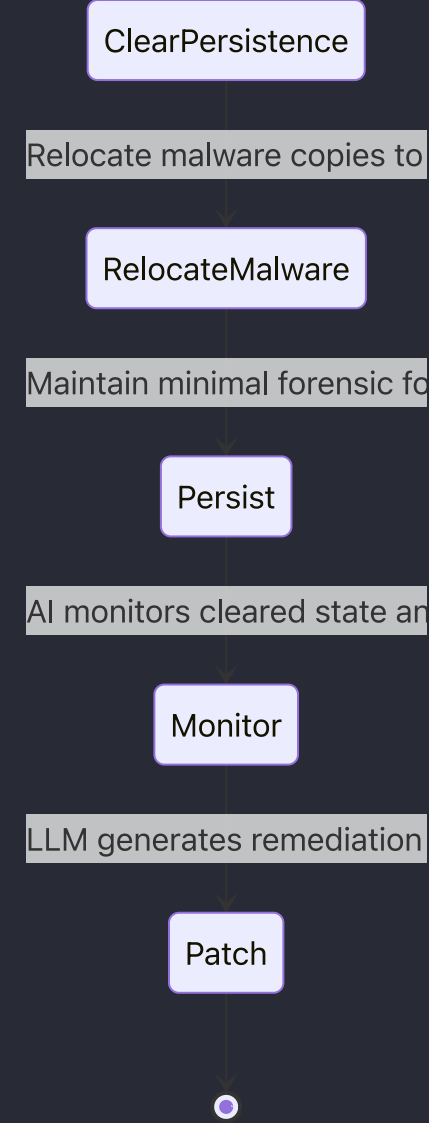 ClearPersistence
Relocate malware copies to
RelocateMalware
Maintain minimal forensic fo
Persist
AI monitors cleared state an
Monitor
LLM generates remediation
Patch